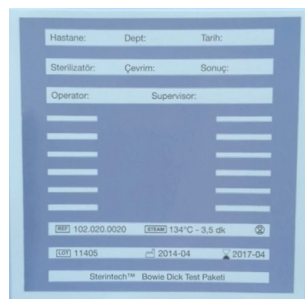 Hastane: Dept: Tarih:
Sterilizatör: Çevrim: Sonuç:
Operator: Supervisor:
REF 102.020.0020 STEAM 134°C - 3,5 dk
LOT 11405 2014-04 2017-04
Sterintech™ Bowie Dick Test Paketi